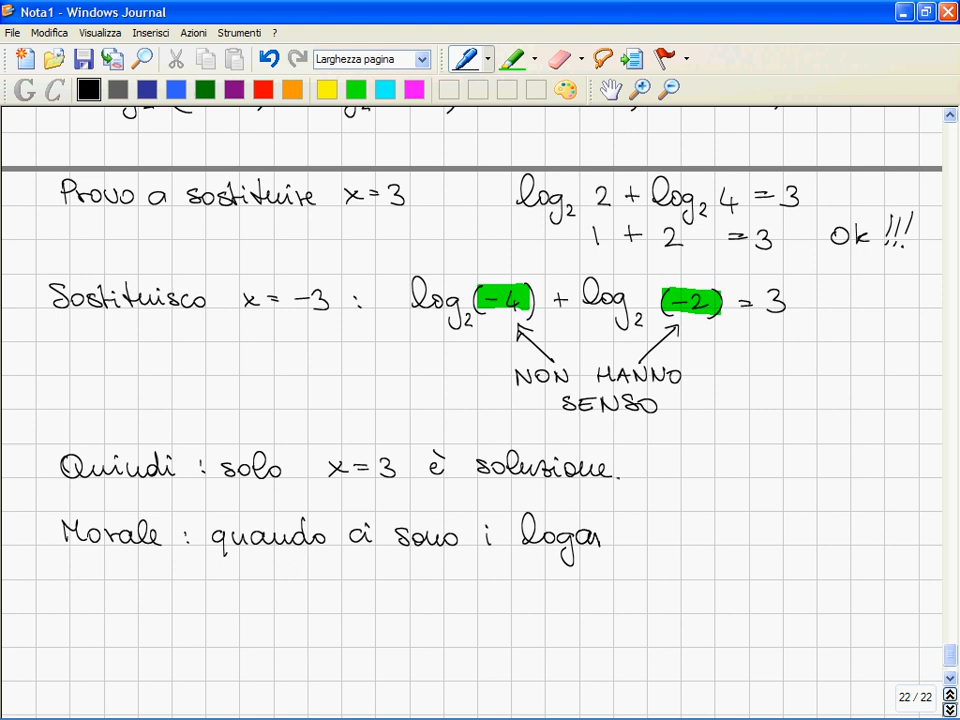 Nota1 - Windows Journal
File Modifica Visualizza Inserisci Azioni Strumenti ?
Larghezza pagina
G C
Provo a sostituire x=3 log₂ 2 + log₂ 4 = 3
1 + 2 = 3 Ok !!!
Sostituisco x = -3 : log₂(-4) + log₂ (-2) = 3
NON HANNO
SENSO
Quindi : solo x=3 è soluzione.
Morale : quando ci sono i logar
22 / 22